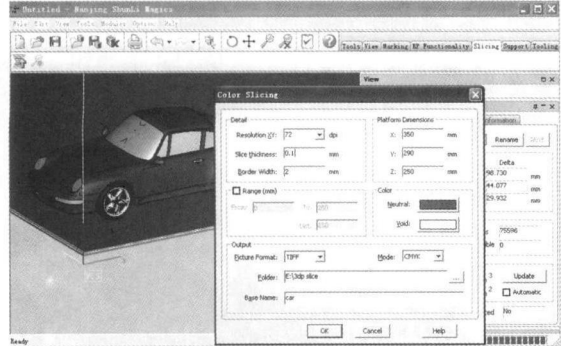 Untitled - Nanjing ShunLi Magics
Tools View Marking RP Functionality Slicing Support Tooling
View
Color Slicing
Detail
Resolution XY: 72 dpi
Slice thickness: 0.1 mm
Border Width: 2 mm
Platform Dimensions
X: 350 mm
Y: 290 mm
Z: 250 mm
Range (mm)
From:
To:
Color
Neutral:
Void:
Output
Picture Format: TIFF
Mode: CMYK
Folder: E:\3dp slice ...
Base Name: car
OK Cancel Help
Rename
Delta
98.730 mm
44.077 mm
29.932 mm
75596
0
Update
Automatic
No
Ready